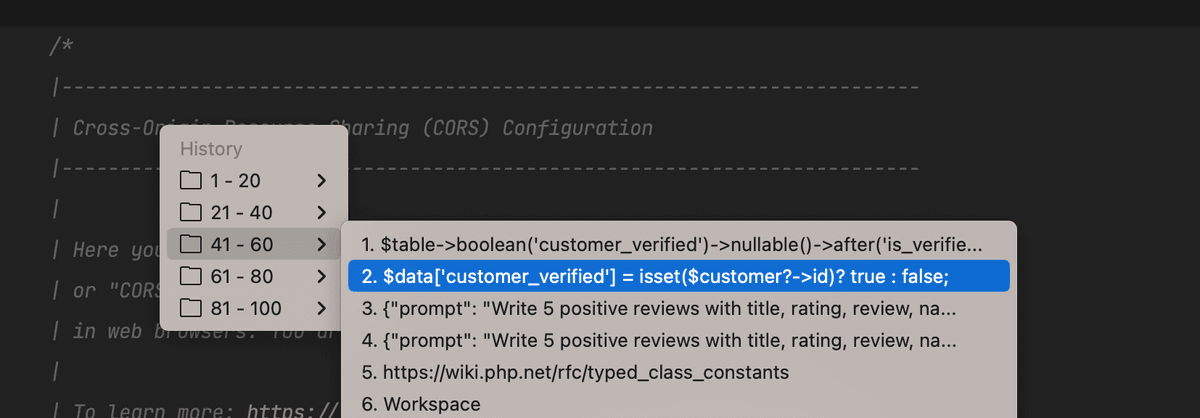 /*
|--------------------------------------------------------------------------
| Cross-Origin Resource Sharing (CORS) Configuration
|--------------------------------------------------------------------------
|
| Here you
| or "CORS
| in web browsers. You
|
| To learn more: https://
History
1 - 20
21 - 40
41 - 60
61 - 80
81 - 100
1. $table->boolean('customer_verified')->nullable()->after('is_verifie...
2. $data['customer_verified'] = isset($customer?->id)? true : false;
3. {"prompt": "Write 5 positive reviews with title, rating, review, na...
4. {"prompt": "Write 5 positive reviews with title, rating, review, na...
5. https://wiki.php.net/rfc/typed_class_constants
6. Workspace